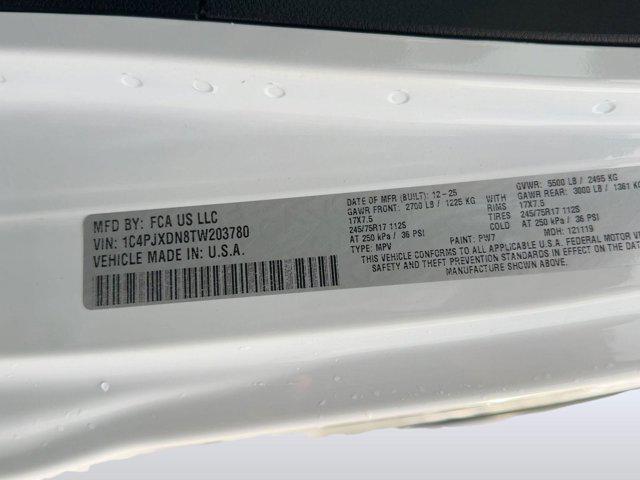 MFD BY: FCA US LLC
VIN: 1C4PJXDN8TW203780
VEHICLE MADE IN: U.S.A.
DATE OF MFR (BUILT): 12-25
GAWR FRONT: 2700 LB / 1225 KG WITH
17X7.5 RIMS
245/75R17 112S TIRES
AT 250 kPa / 36 PSI COLD
TYPE: MPV PAINT: PW7
GVWR: 5500 LB / 2495 KG
GAWR REAR: 3000 LB / 1361 KG
17X7.5
245/75R17 112S
AT 250 kPa / 36 PSI
MDH: 121119
THIS VEHICLE CONFORMS TO ALL APPLICABLE U.S.A. FEDERAL MOTOR
SAFETY AND THEFT PREVENTION STANDARDS IN EFFECT ON THE DATE
MANUFACTURE SHOWN ABOVE.